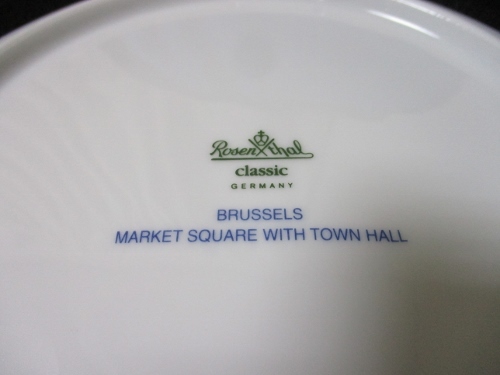 Rosenthal
classic
GERMANY
BRUSSELS
MARKET SQUARE WITH TOWN HALL